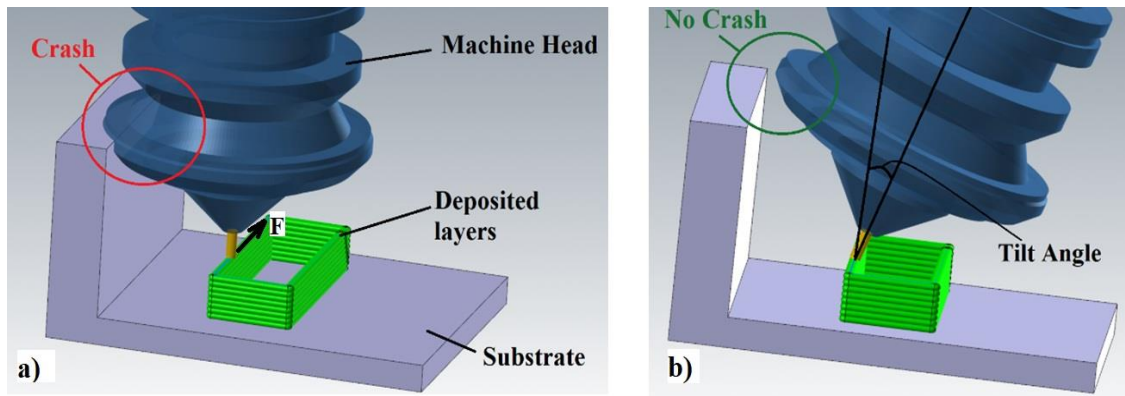 Crash
Machine Head
F
Deposited
layers
Substrate
a)
No Crash
Tilt Angle
b)